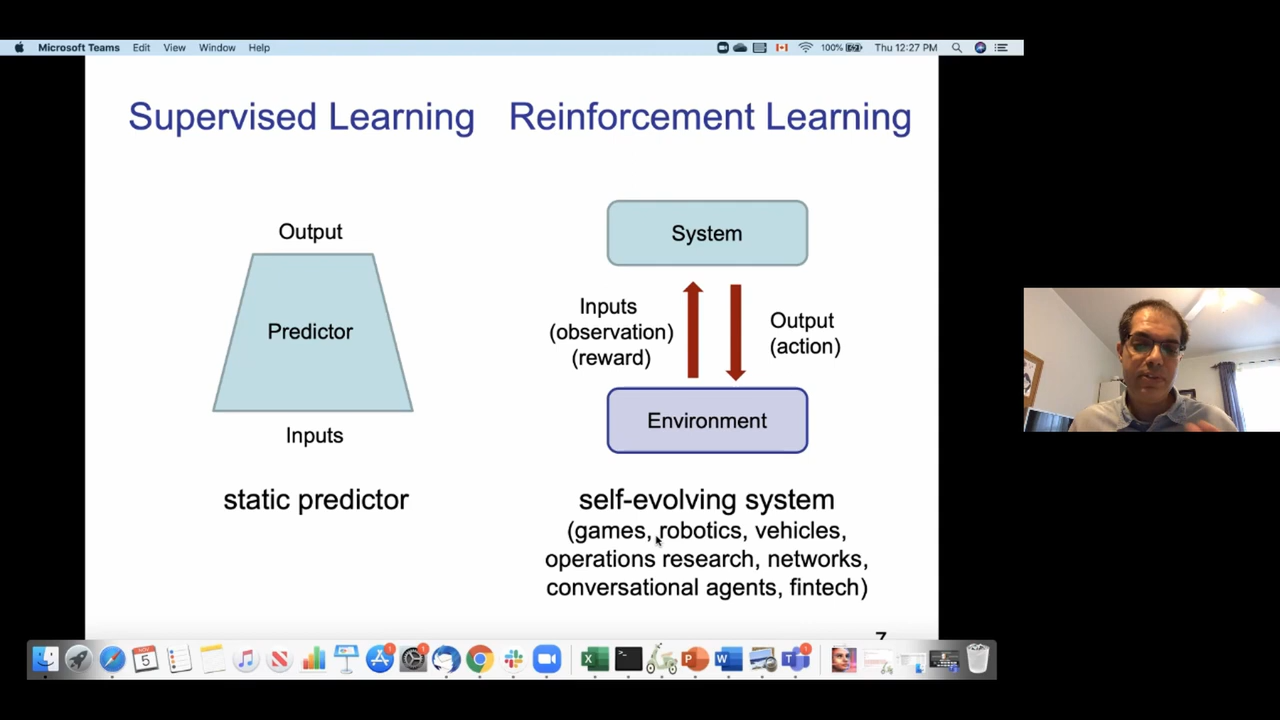 Microsoft Teams Edit View Window Help 100% Thu 12:27 PM
Supervised Learning Reinforcement Learning
Output
Predictor
Inputs
static predictor
System
Inputs
(observation)
(reward)
Output
(action)
Environment
self-evolving system
(games, robotics, vehicles,
operations research, networks,
conversational agents, fintech)
7
5